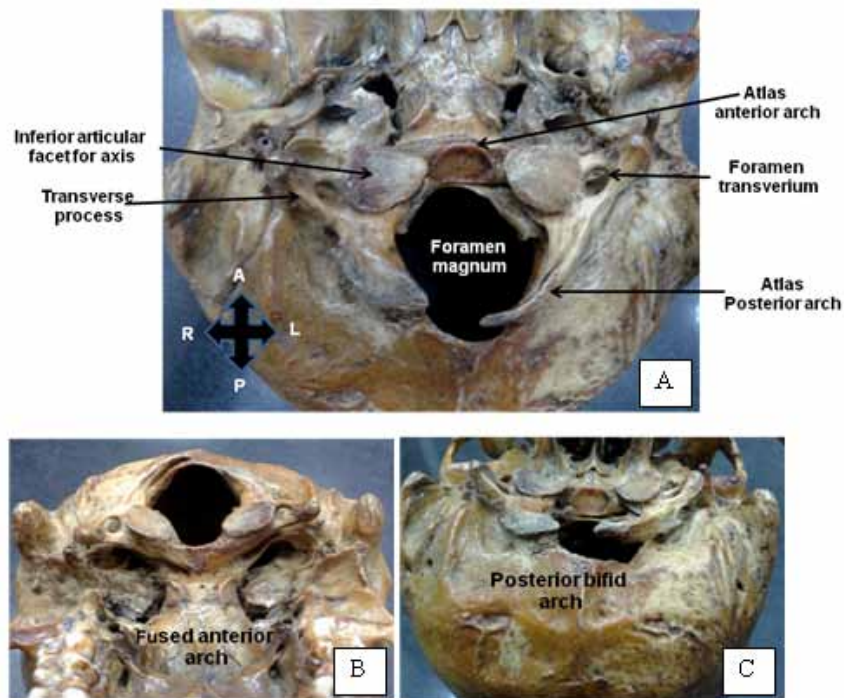 Atlas
anterior arch
Inferior articular
facet for axis
Foramen
transverium
Transverse
process
Foramen
magnum
A
R
L
P
Atlas
Posterior arch
A
Fused anterior
arch
B
Posterior bifid
arch
C